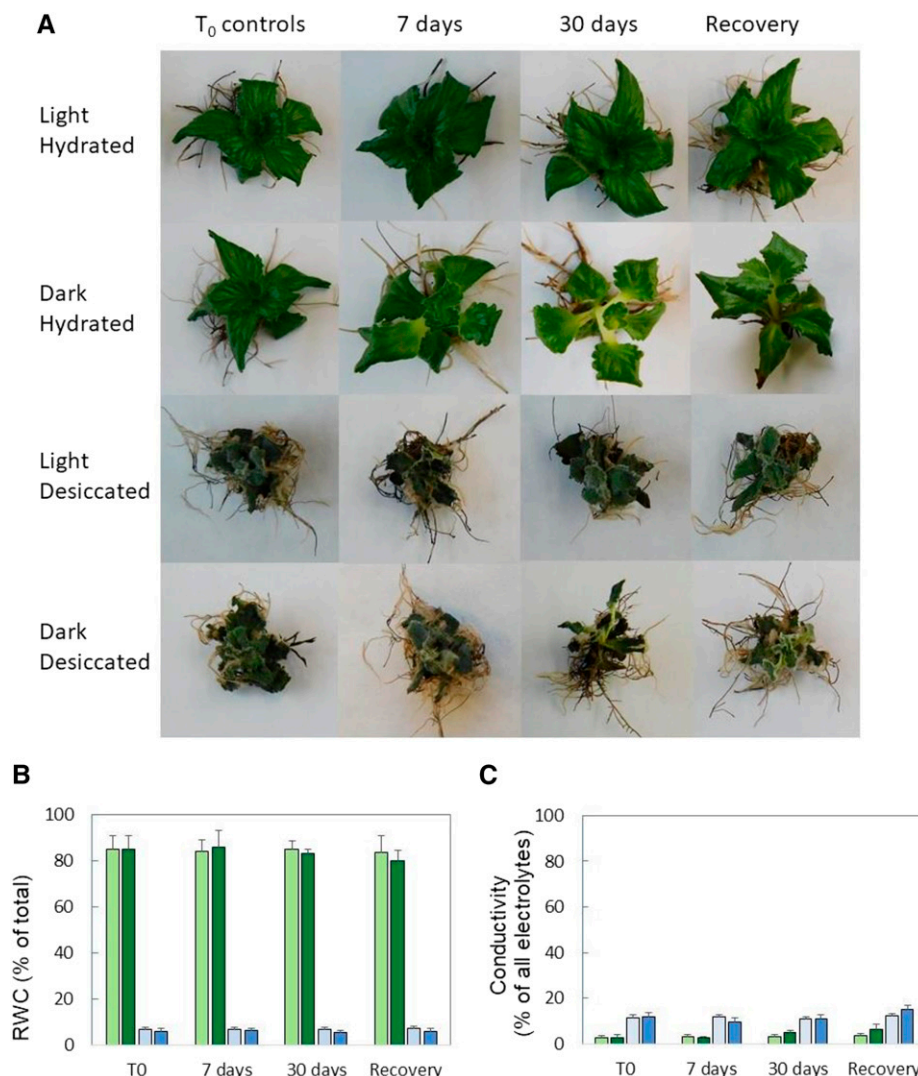 A
T₀ controls 7 days 30 days Recovery
Light
Hydrated
Dark
Hydrated
Light
Desiccated
Dark
Desiccated
B
RWC (% of total)
100
80
60
40
20
0
T0 7 days 30 days Recovery
C
Conductivity
(% of all electrolytes)
100
80
60
40
20
0
T0 7 days 30 days Recovery